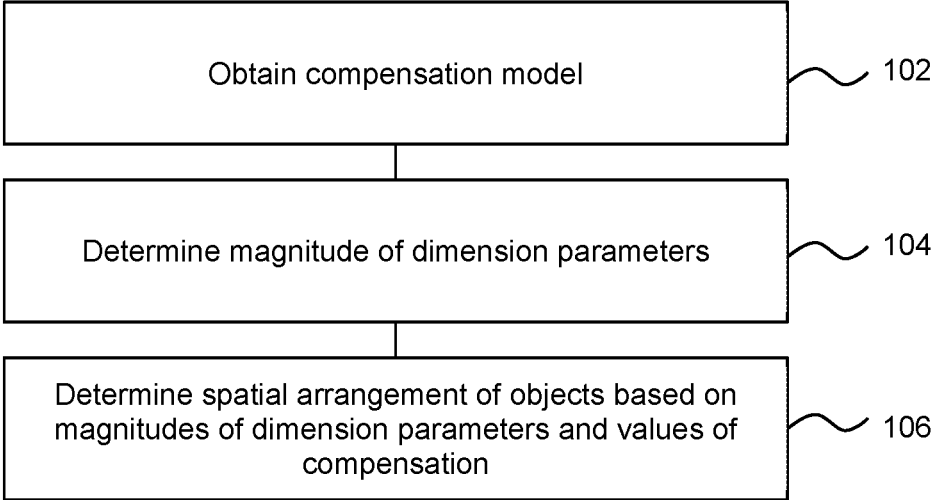 Obtain compensation model
102
Determine magnitude of dimension parameters
104
Determine spatial arrangement of objects based on
magnitudes of dimension parameters and values of
compensation
106